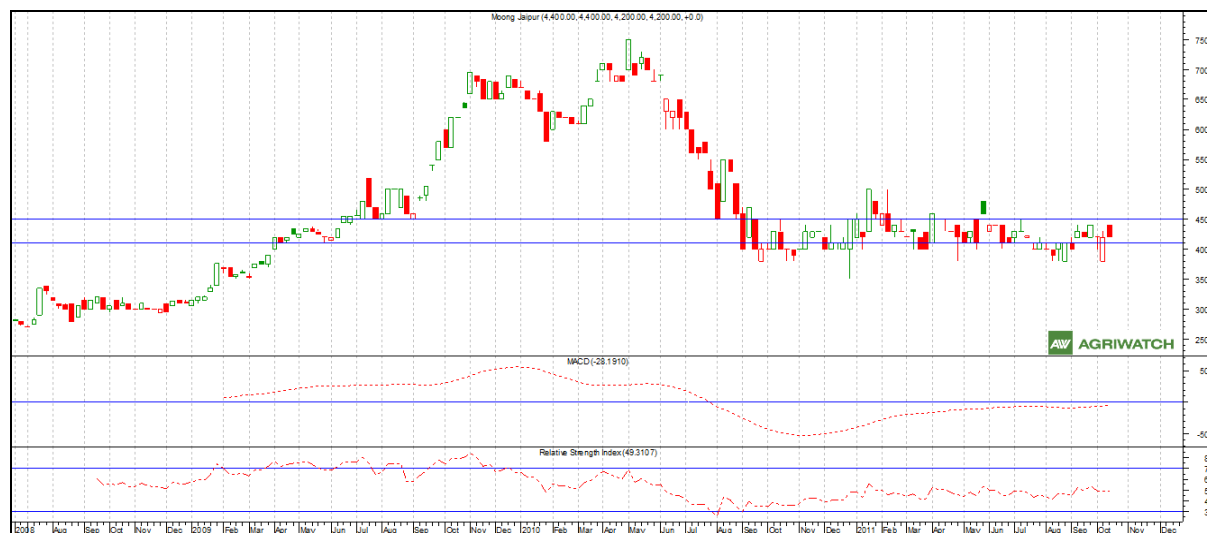 Moong Jaipur (4,400.00, 4,400.00, 4,200.00, 4,200.00, +0.0)
750
700
650
600
550
500
450
400
350
300
250
AW AGRIWATCH
MACD (-28.1910)
50
-50
Relative Strength Index (49.3107)
2008 Aug Sep Oct Nov Dec 2009 Feb Mar Apr May Jun Jul Aug Sep Oct Nov Dec 2010 Feb Mar Apr May Jun Jul Aug Sep Oct Nov Dec 2011 Feb Mar Apr May Jun Jul Aug Sep Oct Nov Dec